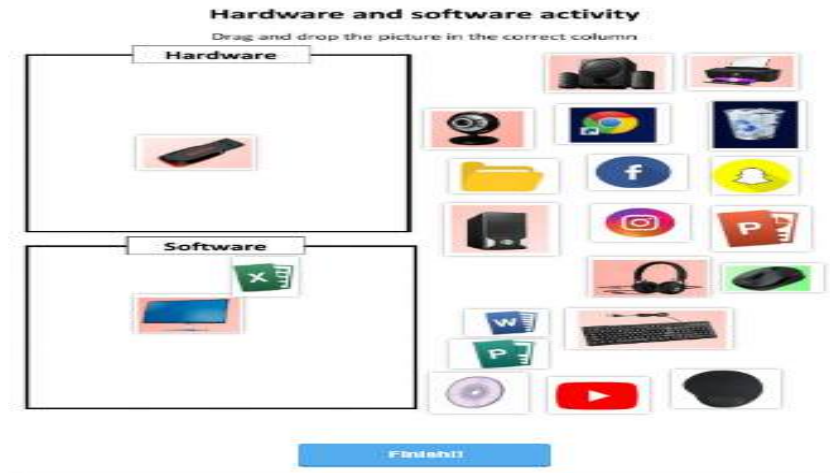 Hardware and software activity
Drag and drop the picture in the correct column
Hardware
f
P
Software
X
W
P
Finish!!